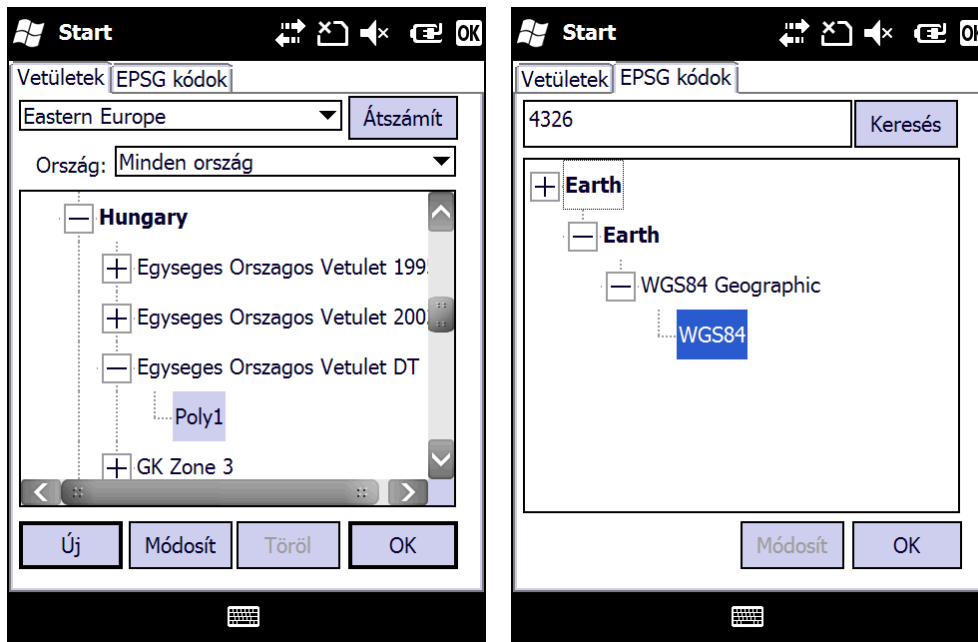 Start
OK
Vetületek
EPSG kódok
Eastern Europe
Átszámít
Ország:
Minden ország
Hungary
Egyseges Orszagos Vetulet 199
Egyseges Orszagos Vetulet 200
Egyseges Orszagos Vetulet DT
Poly1
GK Zone 3
Új
Módosít
Töröl
OK
Start
OK
Vetületek
EPSG kódok
4326
Keresés
Earth
Earth
WGS84 Geographic
WGS84
Módosít
OK